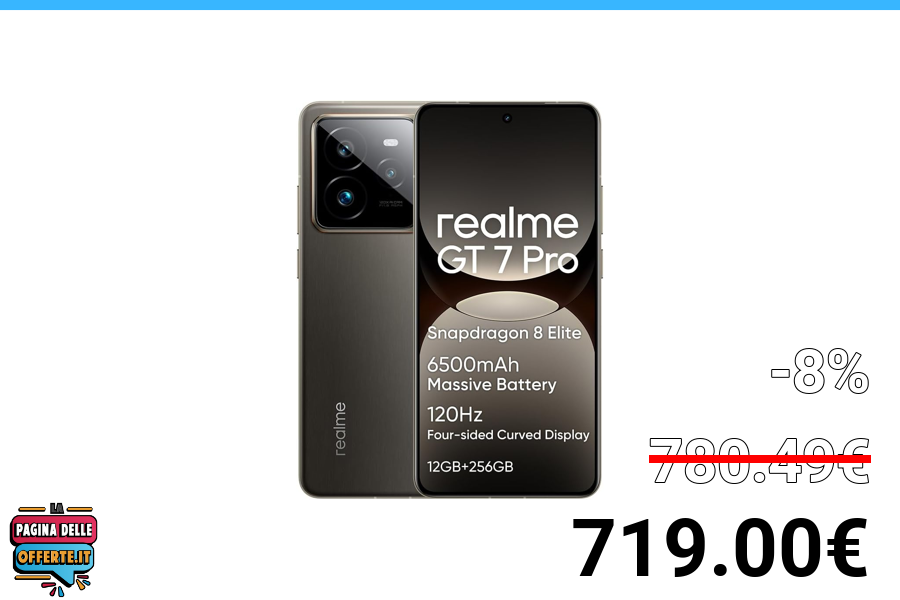 realme
GT 7 Pro
Snapdragon 8 Elite
6500mAh
Massive Battery
120Hz
Four-sided Curved Display
12GB+256GB
realme
-8%
780.49€
719.00€
LA
PAGINA DELLE
OFFERTE.IT